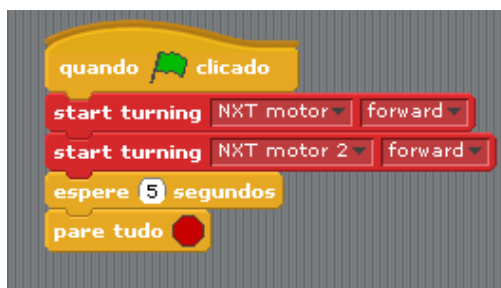 quando clicado
start turning NXT motor forward
start turning NXT motor 2 forward
espere 5 segundos
pare tudo